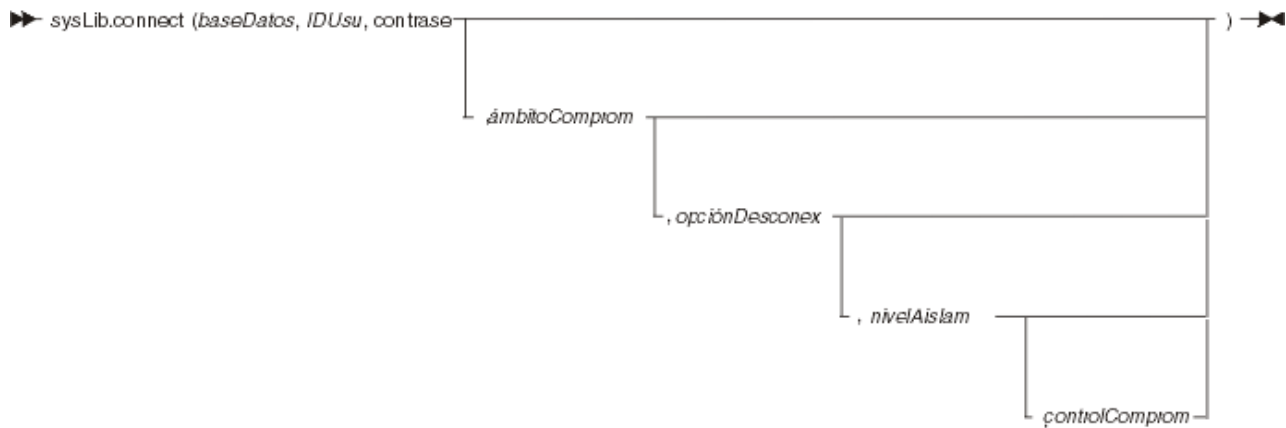 sysLib.connect (baseDatos, IDUsu, contrase )
,ámbitoComprom
, opciónDesconex
, nivelAislam
,controlComprom